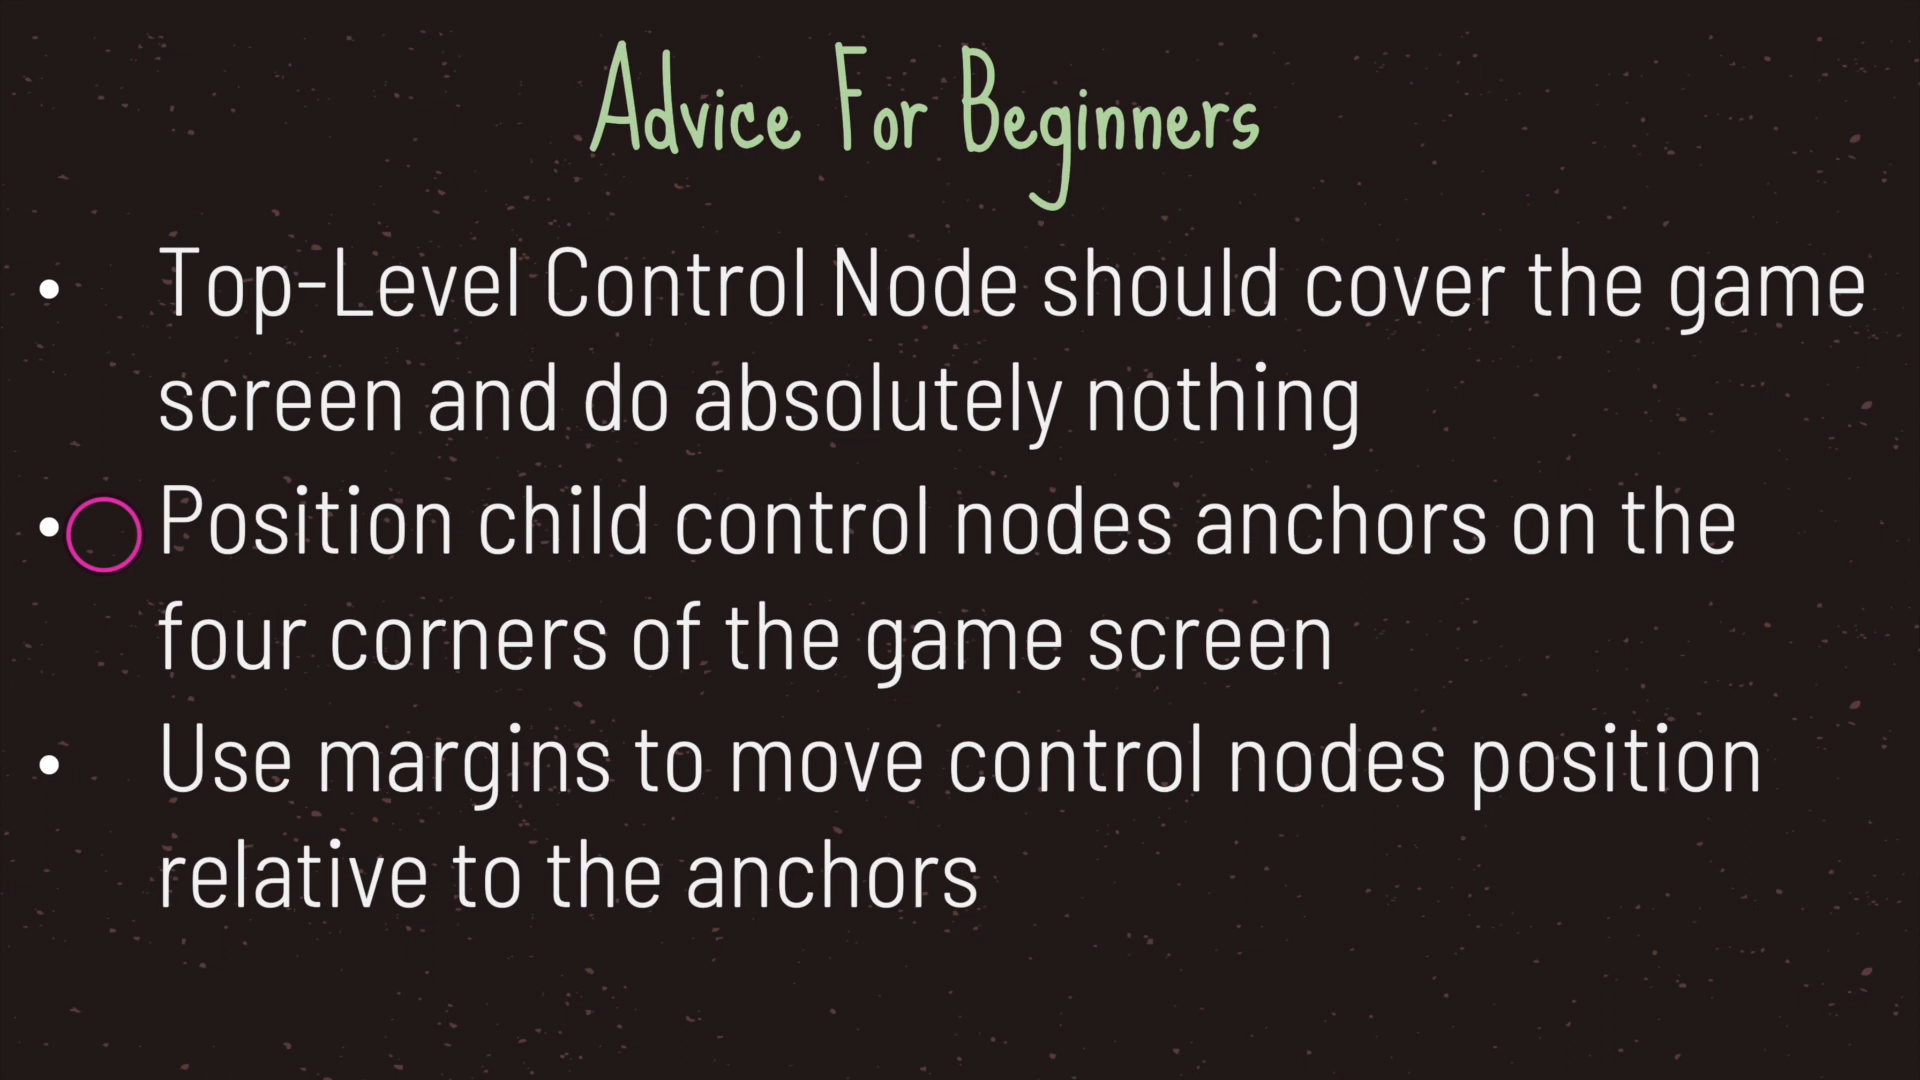 Advice For Beginners
• Top-Level Control Node should cover the game
screen and do absolutely nothing
• Position child control nodes anchors on the
four corners of the game screen
• Use margins to move control nodes position
relative to the anchors